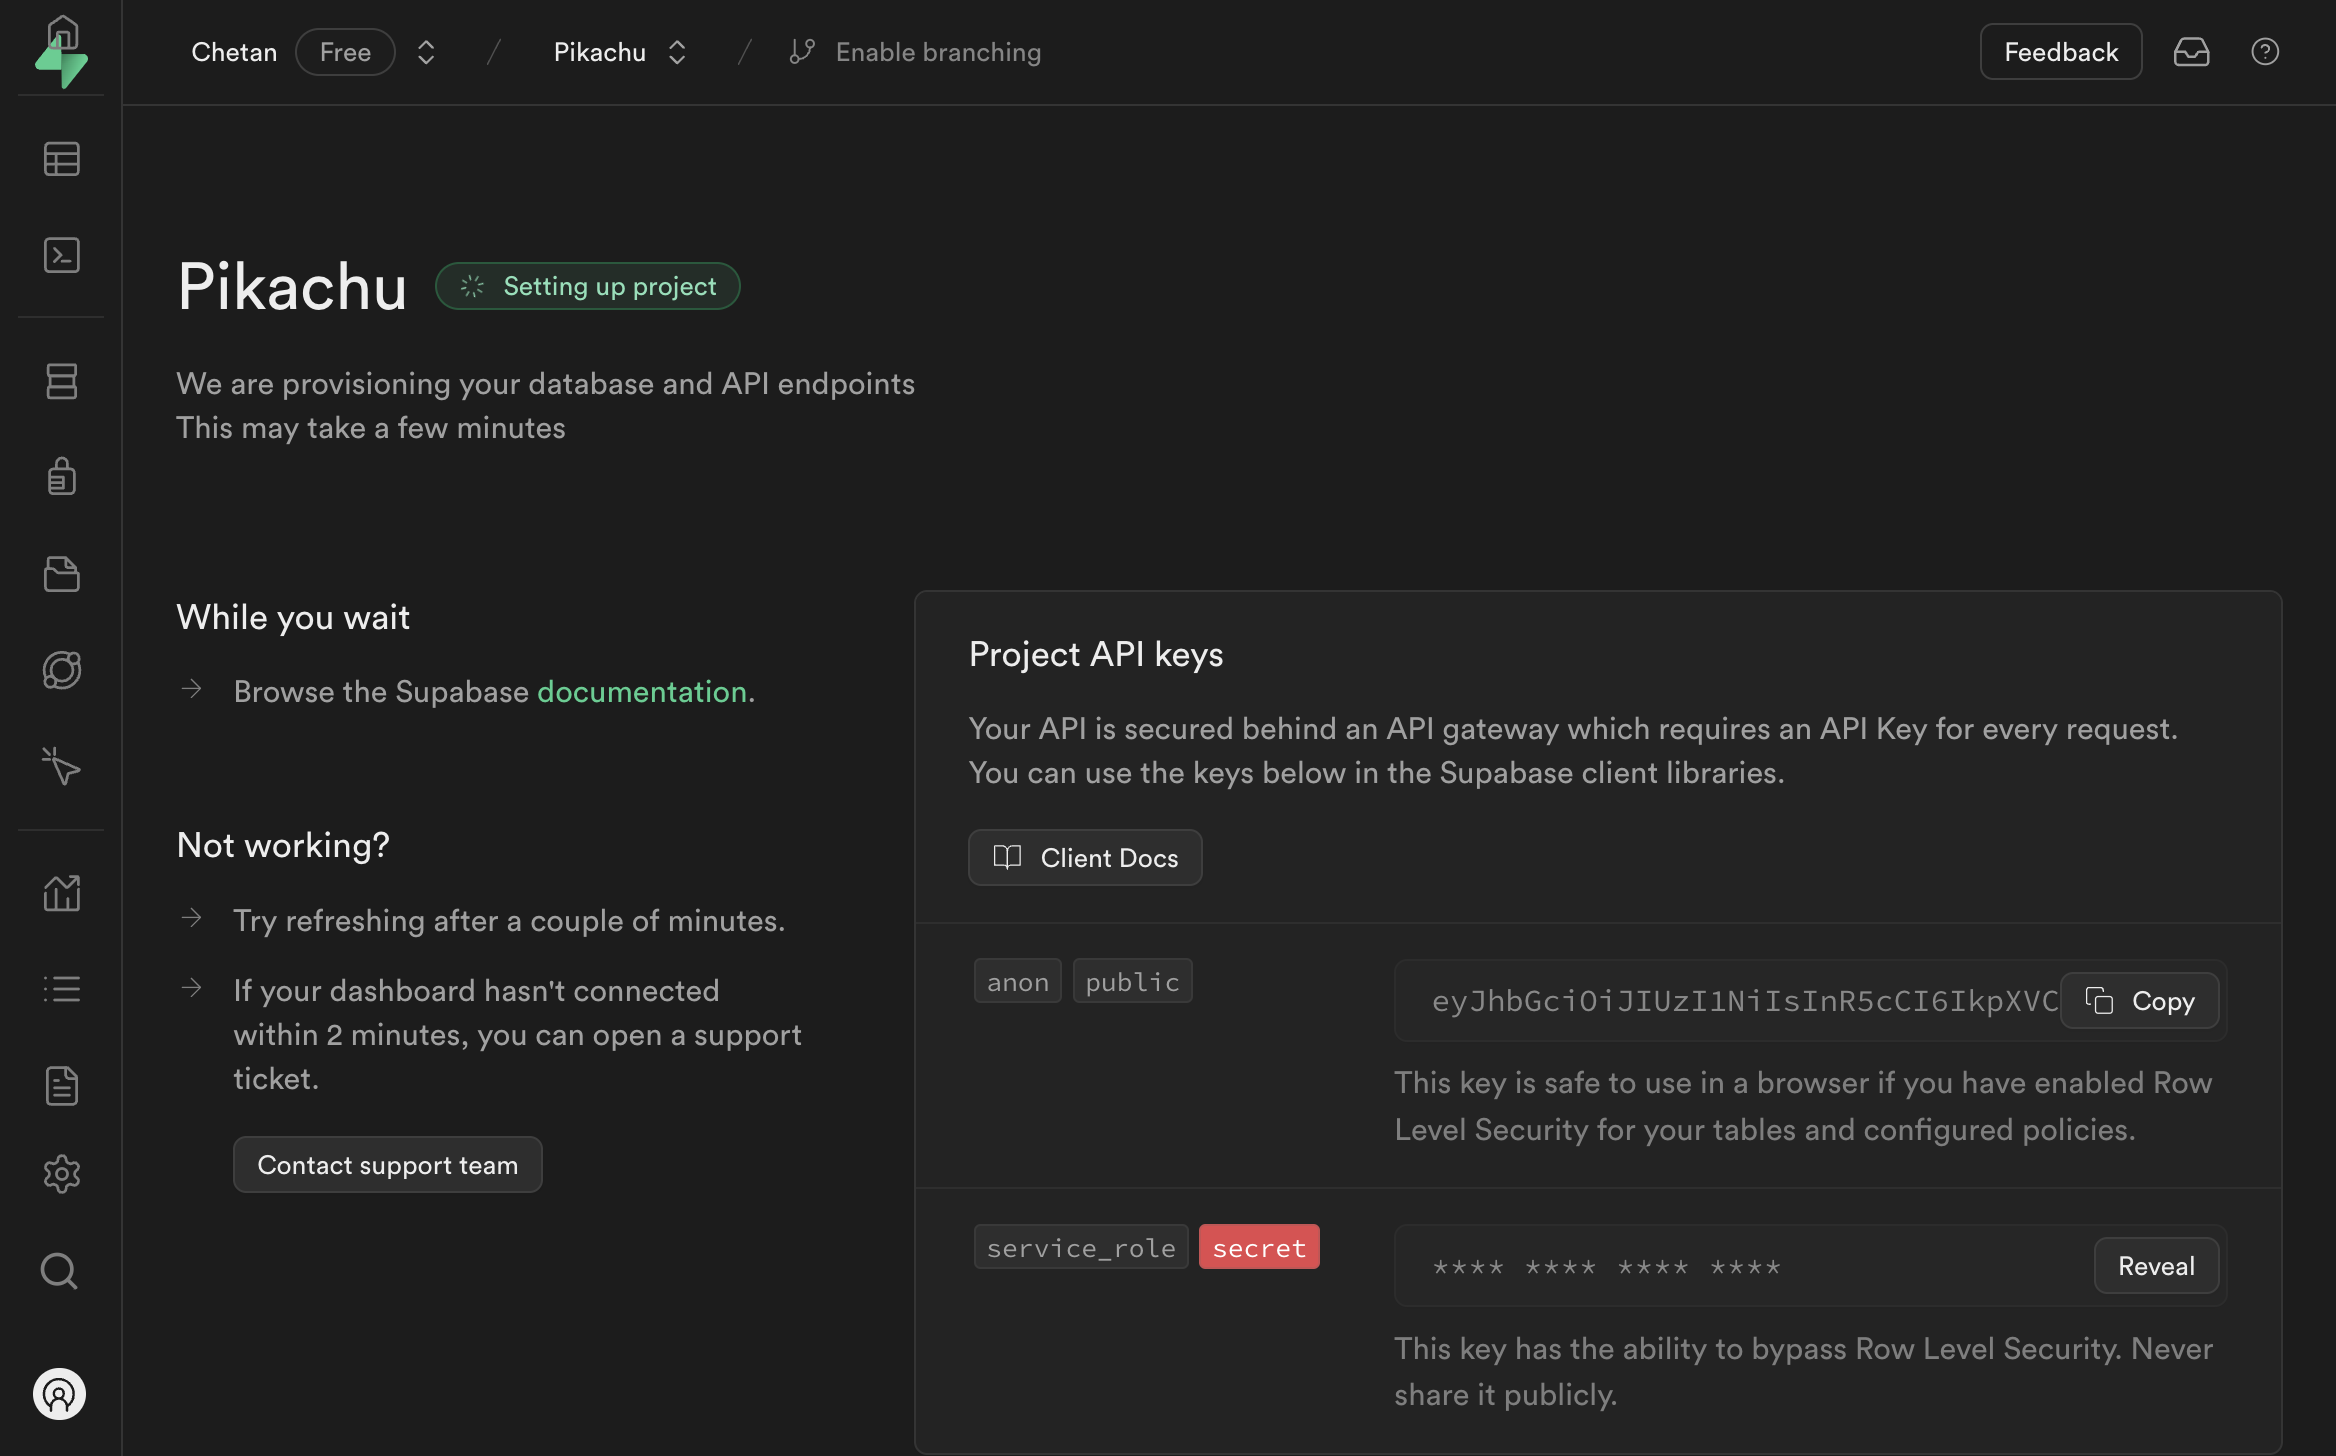 Chetan Free / Pikachu / Enable branching
Feedback
Pikachu Setting up project
We are provisioning your database and API endpoints
This may take a few minutes
While you wait
Browse the Supabase documentation.
Not working?
Try refreshing after a couple of minutes.
If your dashboard hasn't connected
within 2 minutes, you can open a support
ticket.
Contact support team
Project API keys
Your API is secured behind an API gateway which requires an API Key for every request.
You can use the keys below in the Supabase client libraries.
Client Docs
anon public
eyJhbGciOiJIUzI1NiIsInR5cCI6IkpXVC
Copy
This key is safe to use in a browser if you have enabled Row
Level Security for your tables and configured policies.
service_role secret
**** **** **** ****
Reveal
This key has the ability to bypass Row Level Security. Never
share it publicly.